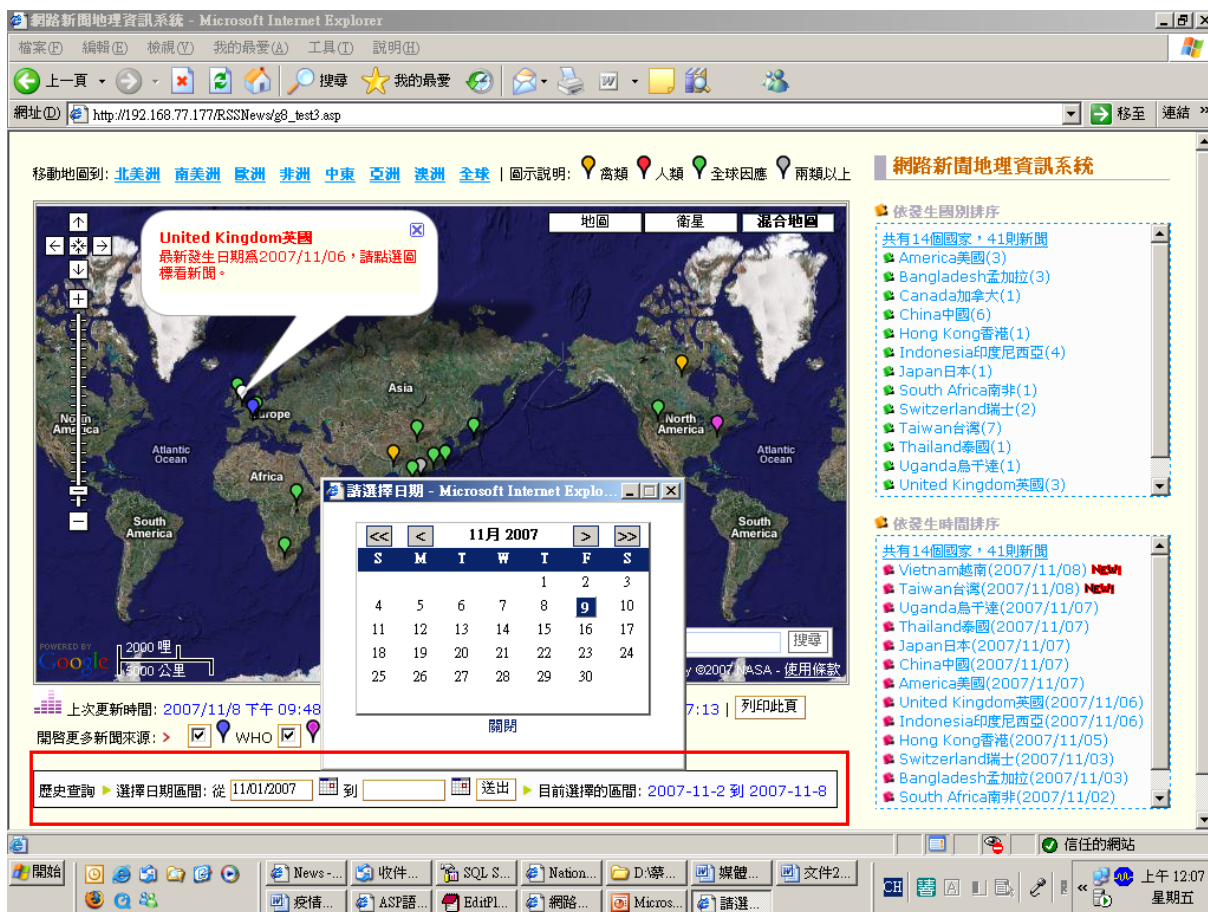 網路新聞地理資訊系統 - Microsoft Internet Explorer
檔案(F) 編輯(E) 檢視(V) 我的最愛(A) 工具(T) 說明(H)
上一頁 搜尋 我的最愛
網址(D) http://192.168.77.177/RSSNews/g8_test3.asp 移至 連結 »
移動地圖到: 北美洲 南美洲 歐洲 非洲 中東 亞洲 澳洲 全球 | 圖示說明: 禽類 人類 全球因應 兩類以上
地圖 衛星 混合地圖
United Kingdom英國
最新發生日期為2007/11/06，請點選圖
標看新聞。
Asia
Europe
North
America
North
America
Atlantic
Ocean
Atlantic
Ocean
Africa
South
America
South
America
POWERED BY
Google
2000 哩
5000 公里
搜尋
©2007 NASA - 使用條款
請選擇日期 - Microsoft Internet Explo...
<< < 11月 2007 > >>
S M T W T F S
1 2 3
4 5 6 7 8 9 10
11 12 13 14 15 16 17
18 19 20 21 22 23 24
25 26 27 28 29 30
關閉
上次更新時間: 2007/11/8 下午 09:48 7:13 | 列印此頁
開啓更多新聞來源: > WHO
歷史查詢 選擇日期區間: 從 11/01/2007 到 送出 目前選擇的區間: 2007-11-2 到 2007-11-8
網路新聞地理資訊系統
依發生國別排序
共有14個國家，41則新聞
America美國(3)
Bangladesh孟加拉(3)
Canada加拿大(1)
China中國(6)
Hong Kong香港(1)
Indonesia印度尼西亞(4)
Japan日本(1)
South Africa南非(1)
Switzerland瑞士(2)
Taiwan台灣(7)
Thailand泰國(1)
Uganda烏干達(1)
United Kingdom英國(3)
依發生時間排序
共有14個國家，41則新聞
Vietnam越南(2007/11/08) NEW!
Taiwan台灣(2007/11/08) NEW!
Uganda烏干達(2007/11/07)
Thailand泰國(2007/11/07)
Japan日本(2007/11/07)
China中國(2007/11/07)
America美國(2007/11/07)
United Kingdom英國(2007/11/06)
Indonesia印度尼西亞(2007/11/06)
Hong Kong香港(2007/11/05)
Switzerland瑞士(2007/11/03)
Bangladesh孟加拉(2007/11/03)
South Africa南非(2007/11/02)
信任的網站
開始 News -... 收件... SQL S... Nation... D:\蔡... 媒體... 文件2... CH 上午 12:07
疫情... ASP語... EditPl... 網路... Micros... 請選... 星期五